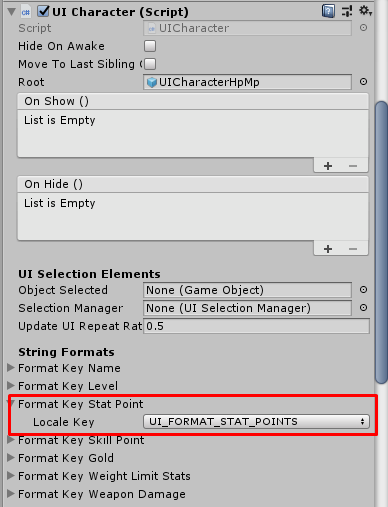 UI Character (Script)
Script UICharacter
Hide On Awake
Move To Last Sibling
Root UICharacterHpMp
On Show ()
List is Empty
+ −
On Hide ()
List is Empty
+ −
UI Selection Elements
Object Selected None (Game Object)
Selection Manager None (UI Selection Manager)
Update UI Repeat Rat 0.5
String Formats
Format Key Name
Format Key Level
Format Key Stat Point
Locale Key UI_FORMAT_STAT_POINTS
Format Key Skill Point
Format Key Gold
Format Key Weight Limit Stats
Format Key Weapon Damage